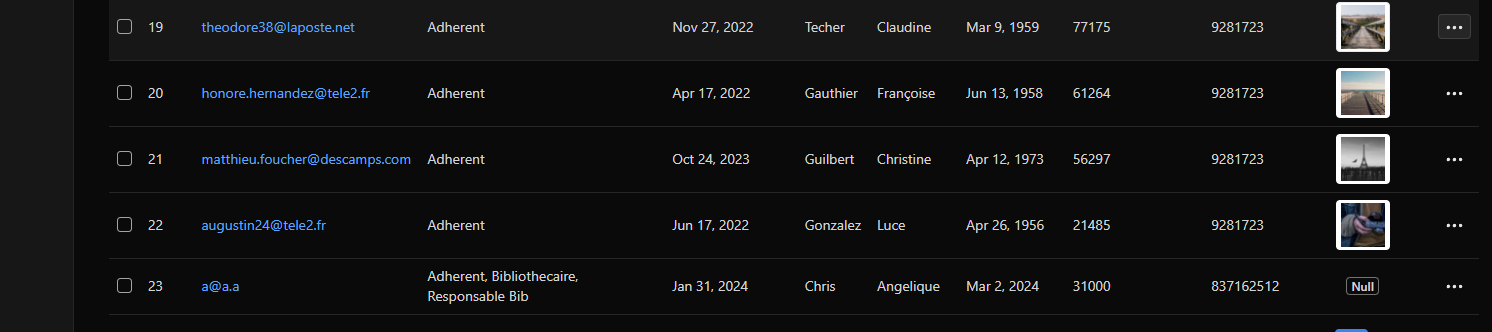 19 theodore38@laposte.net Adherent Nov 27, 2022 Techer Claudine Mar 9, 1959 77175 9281723
20 honore.hernandez@tele2.fr Adherent Apr 17, 2022 Gauthier Françoise Jun 13, 1958 61264 9281723
21 matthieu.foucher@descamps.com Adherent Oct 24, 2023 Guilbert Christine Apr 12, 1973 56297 9281723
22 augustin24@tele2.fr Adherent Jun 17, 2022 Gonzalez Luce Apr 26, 1956 21485 9281723
23 a@a.a Adherent, Bibliothecaire, Responsable Bib Jan 31, 2024 Chris Angelique Mar 2, 2024 31000 837162512 Null